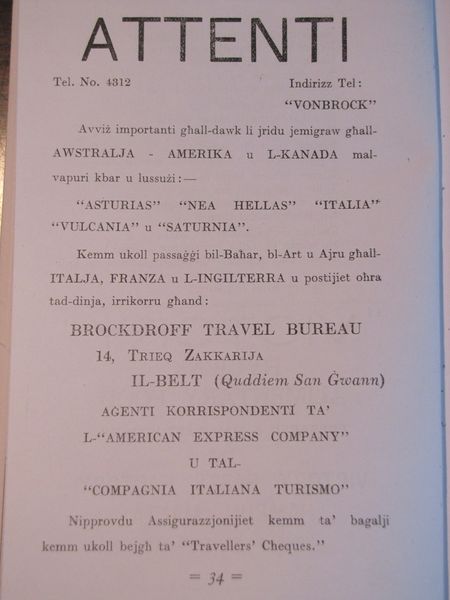 ATTENTI
Tel. No. 4312 Indirizz Tel:
"VONBROCK"
Avviż importanti għall-dawk li jridu jemigraw għall-
AWSTRALJA - AMERIKA u L-KANADA mal-
vapuri kbar u lussużi:—
"ASTURIAS" "NEA HELLAS" "ITALIA"
"VULCANIA" u "SATURNIA".
Kemm ukoll passaġġi bil-Baħar, bl-Art u Ajru għall-
ITALJA, FRANZA u L-INGILTERRA u postijiet oħra
tad-dinja, irrikorru għand:
BROCKDROFF TRAVEL BUREAU
14, TRIEQ ZAKKARIJA
IL-BELT (Quddiem San Ġwann)
AĠENTI KORRISPONDENTI TA'
L-"AMERICAN EXPRESS COMPANY"
U TAL-
"COMPAGNIA ITALIANA TURISMO"
Nipprovdu Assigurazzjonijiet kemm ta' bagalji
kemm ukoll bejgħ ta' "Travellers' Cheques."
= 34 =